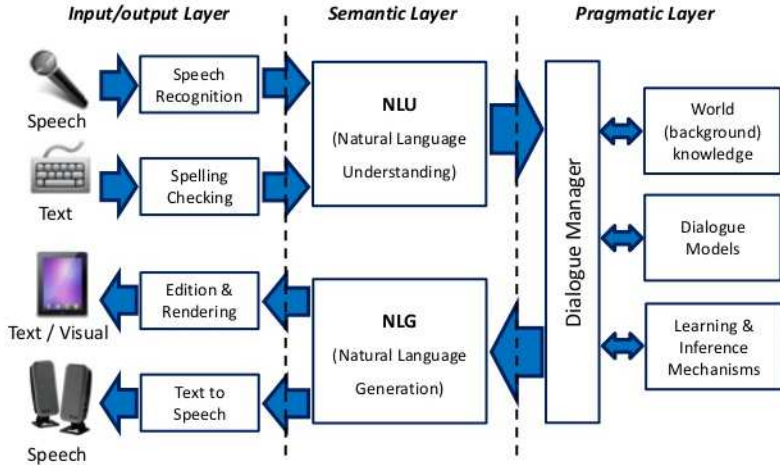 Input/output Layer
Semantic Layer
Pragmatic Layer
Speech
Speech
Recognition
Text
Spelling
Checking
NLU
(Natural Language
Understanding)
Text / Visual
Edition &
Rendering
Speech
Text to
Speech
NLG
(Natural Language
Generation)
Dialogue Manager
World
(background)
knowledge
Dialogue
Models
Learning &
Inference
Mechanisms